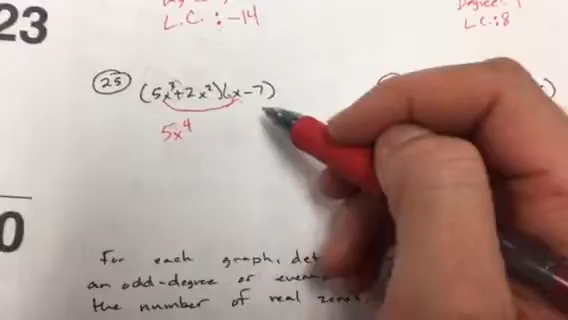 23
L.C.:-14
Degree:
L.C.:8
25 (5x³+2x²)(x-7)
5x⁴
0
For each graph, det
an odd-degree or even
the number of real zeros.